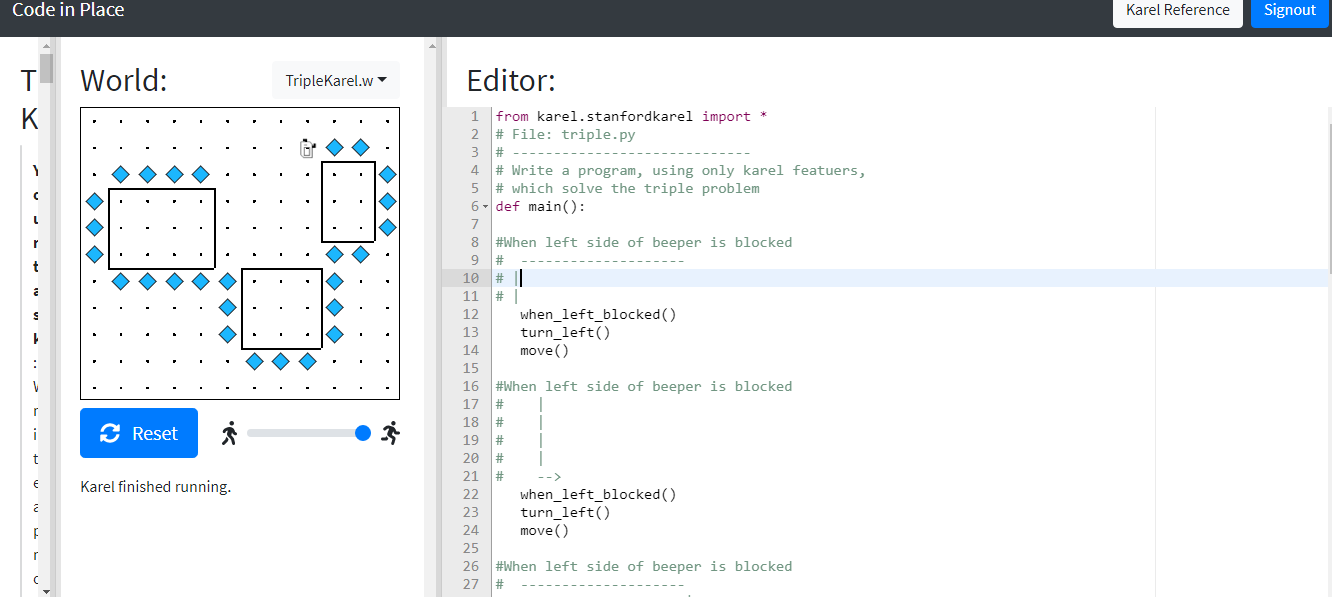 Code in Place
Karel Reference
Signout
T
K
Y
o
u
r
t
a
s
k
:
W
r
i
t
e
a
p
r
o
World:
TripleKarel.w
Reset
Karel finished running.
Editor:
1 from karel.stanfordkarel import *
2 # File: triple.py
3 # -----------------------------
4 # Write a program, using only karel featuers,
5 # which solve the triple problem
6 def main():
7
8 #When left side of beeper is blocked
9 #  --------------------
10 # |
11 # |
12    when_left_blocked()
13    turn_left()
14    move()
15
16 #When left side of beeper is blocked
17 #    |
18 #    |
19 #    |
20 #    |
21 #    -->
22    when_left_blocked()
23    turn_left()
24    move()
25
26 #When left side of beeper is blocked
27 #  --------------------